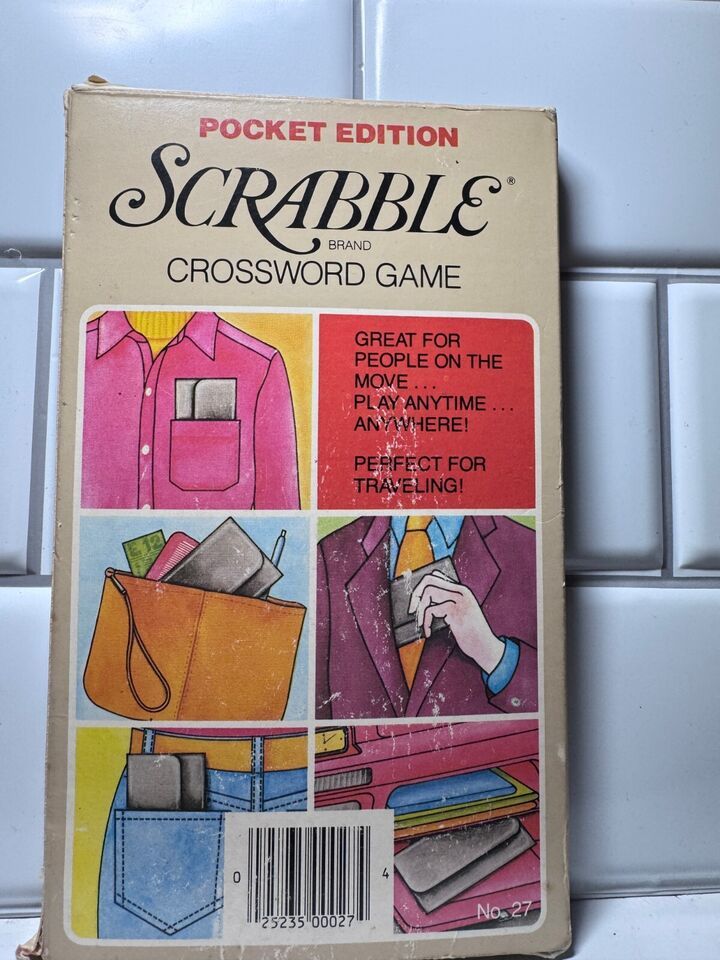 POCKET EDITION
SCRABBLE®
BRAND
CROSSWORD GAME
GREAT FOR
PEOPLE ON THE
MOVE...
PLAY ANYTIME...
ANYWHERE!
PERFECT FOR
TRAVELING!
0 25235 00027 4
No. 27